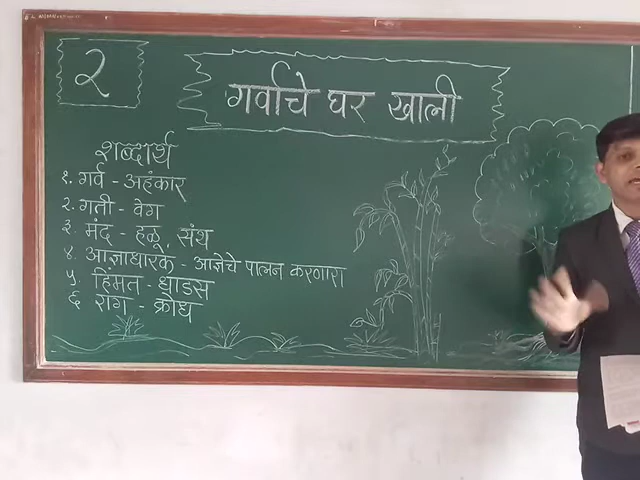 २
गर्वाचे घर खाली
शब्दार्थ
१. गर्व - अहंकार
२. गती - वेग
३. मंद - हळू, संथ
४. आज्ञाधारक - आज्ञेचे पालन करणारा
५. हिंमत - धाडस
६ राग - क्रोध